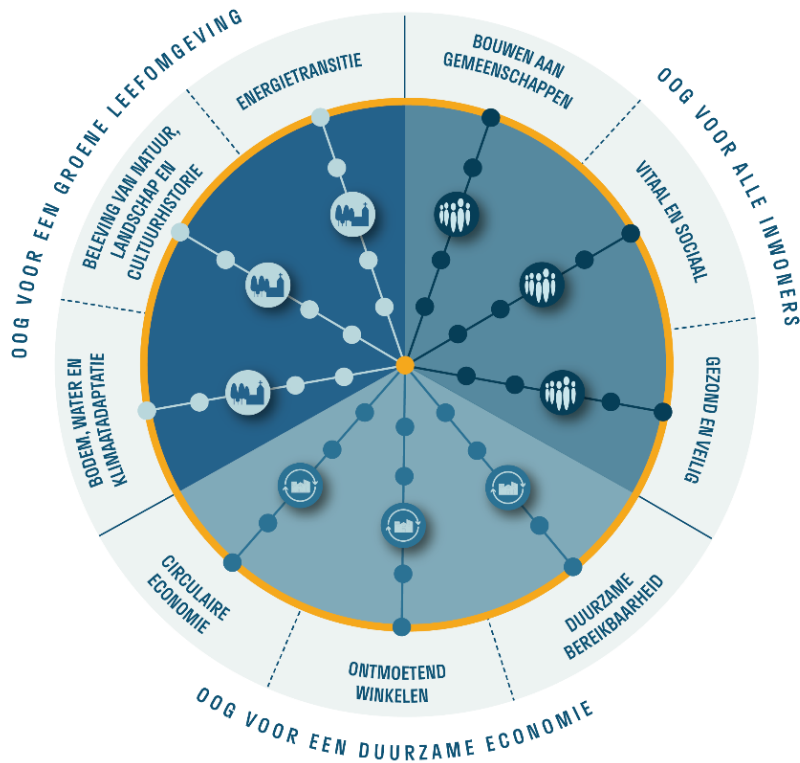 OOG VOOR EEN GROENE LEEFOMGEVING
ENERGIETRANSITIE
BELEVING VAN NATUUR,
LANDSCHAP EN
CULTUURHISTORIE
BODEM, WATER EN
KLIMAATADAPTATIE
OOG VOOR ALLE INWONERS
BOUWEN AAN
GEMEENSCHAPPEN
VITAAL EN SOCIAAL
GEZOND EN VEILIG
OOG VOOR EEN DUURZAME ECONOMIE
CIRCULAIRE
ECONOMIE
ONTMOETEND
WINKELEN
DUURZAME
BEREIKBAARHEID